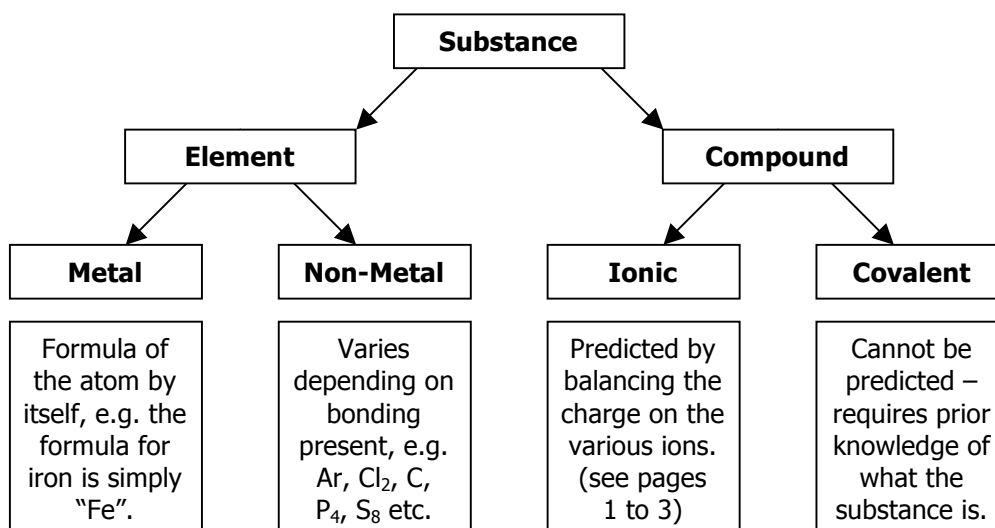 Substance
Element
Compound
Metal
Non-Metal
Ionic
Covalent
Formula of
the atom by
itself, e.g. the
formula for
iron is simply
“Fe”.
Varies
depending on
bonding
present, e.g.
Ar, Cl₂, C,
P₄, S₈ etc.
Predicted by
balancing the
charge on the
various ions.
(see pages
1 to 3)
Cannot be
predicted –
requires prior
knowledge of
what the
substance is.